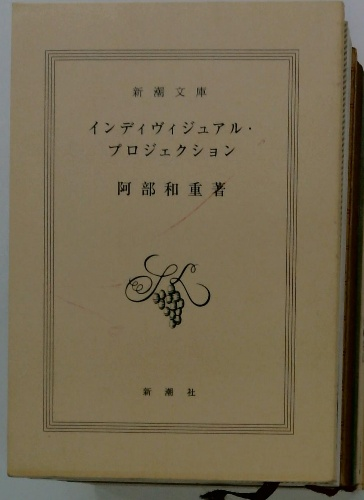 新潮文庫
インディヴィジュアル・
プロジェクション
阿部和重著
新潮社